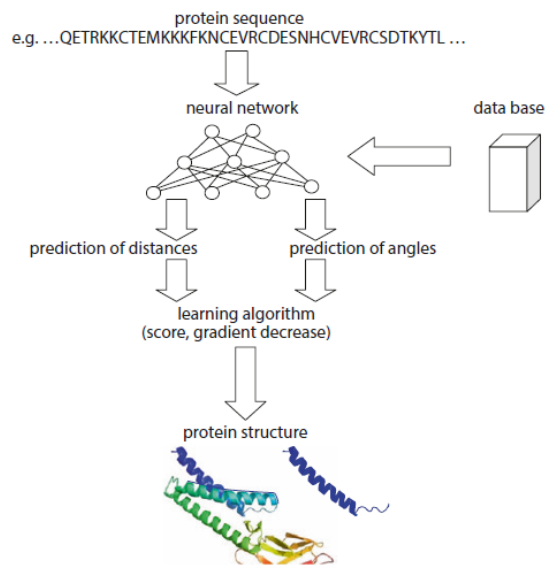 protein sequence
e.g. ...QETRKKCTEMKKKFKNCEVRCDESNHCVEVRCSDTKYTL ...
neural network
data base
prediction of distances
prediction of angles
learning algorithm
(score, gradient decrease)
protein structure